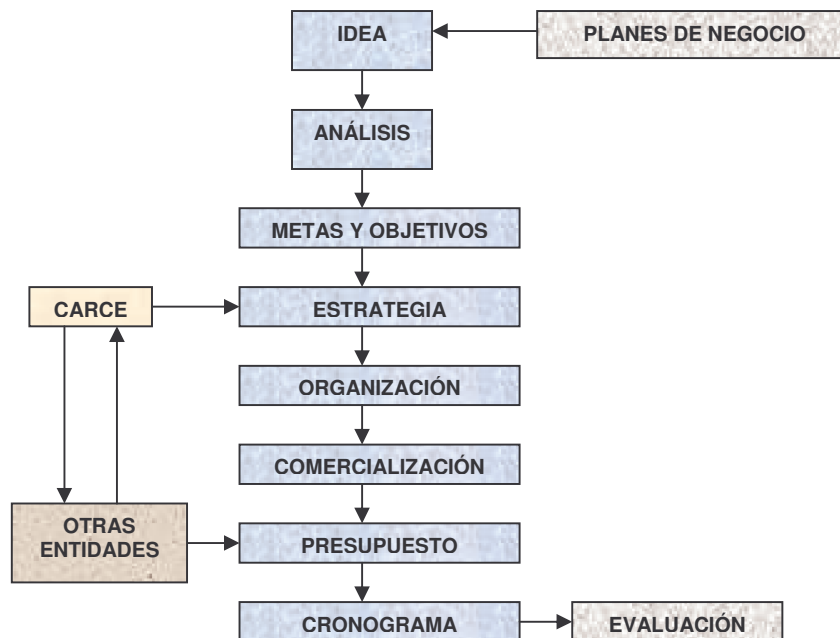 IDEA
PLANES DE NEGOCIO
ANÁLISIS
METAS Y OBJETIVOS
CARCE
ESTRATEGIA
ORGANIZACIÓN
COMERCIALIZACIÓN
OTRAS
ENTIDADES
PRESUPUESTO
CRONOGRAMA
EVALUACIÓN